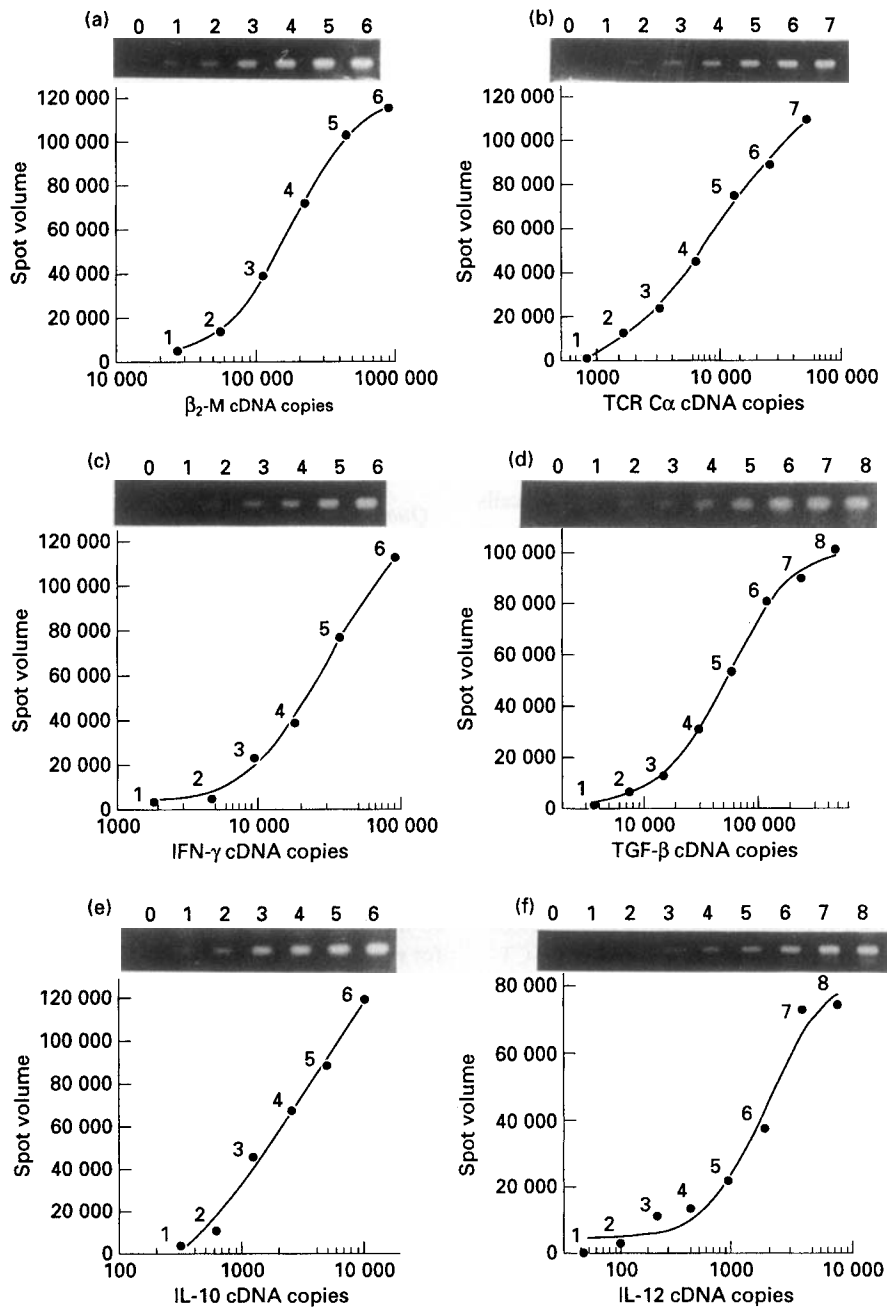 (a)
0 1 2 3 4 5 6
120 000
100 000
80 000
60 000
40 000
20 000
0
Spot volume
1
2
3
4
5
6
10 000 100 000 1000 000
β₂-M cDNA copies
(b)
0 1 2 3 4 5 6 7
120 000
100 000
80 000
60 000
40 000
20 000
0
Spot volume
1
2
3
4
5
6
7
1000 10 000 100 000
TCR Cα cDNA copies
(c)
0 1 2 3 4 5 6
120 000
100 000
80 000
60 000
40 000
20 000
0
Spot volume
1
2
3
4
5
6
1000 10 000 100 000
IFN-γ cDNA copies
(d)
0 1 2 3 4 5 6 7 8
100 000
80 000
60 000
40 000
20 000
0
Spot volume
1
2
3
4
5
6
7
8
10 000 100 000
TGF-β cDNA copies
(e)
0 1 2 3 4 5 6
120 000
100 000
80 000
60 000
40 000
20 000
0
Spot volume
1
2
3
4
5
6
100 1000 10 000
IL-10 cDNA copies
(f)
0 1 2 3 4 5 6 7 8
80 000
60 000
40 000
20 000
0
Spot volume
1
2
3
4
5
6
7
8
100 1000 10 000
IL-12 cDNA copies